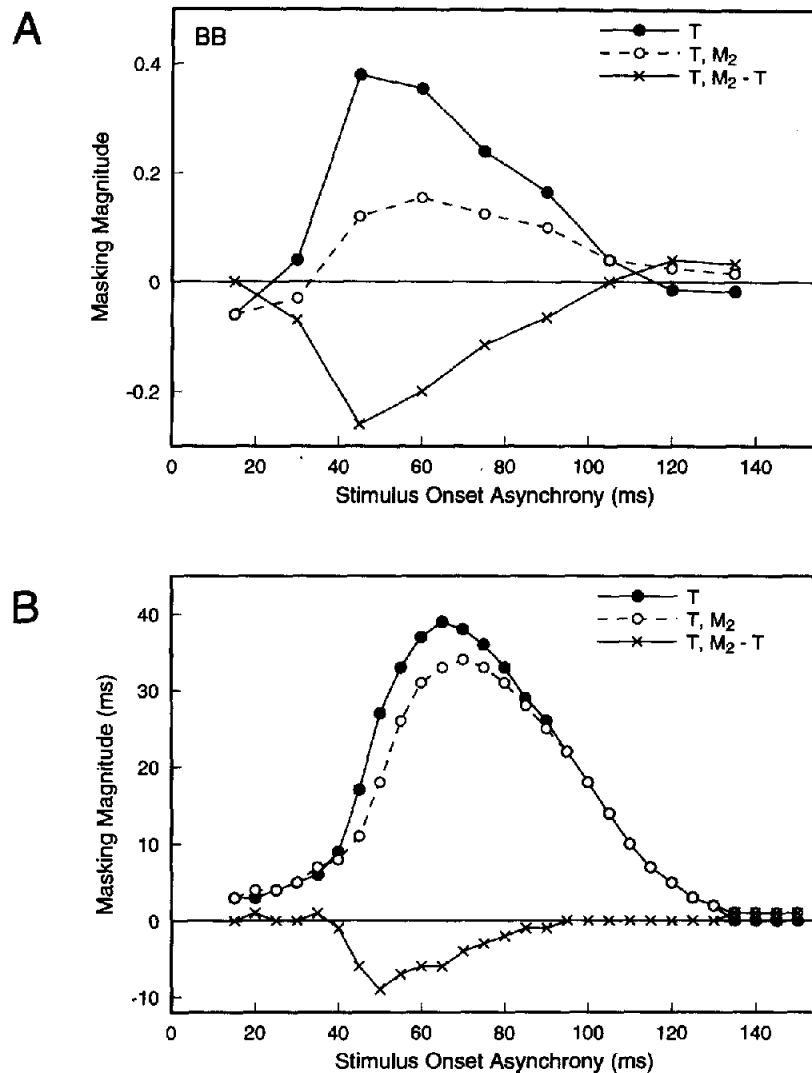 A
BB
T
T, M2
T, M2 - T
0.4
0.2
0
-0.2
Masking Magnitude
0 20 40 60 80 100 120 140
Stimulus Onset Asynchrony (ms)
B
T
T, M2
T, M2 - T
40
30
20
10
0
-10
Masking Magnitude (ms)
0 20 40 60 80 100 120 140
Stimulus Onset Asynchrony (ms)